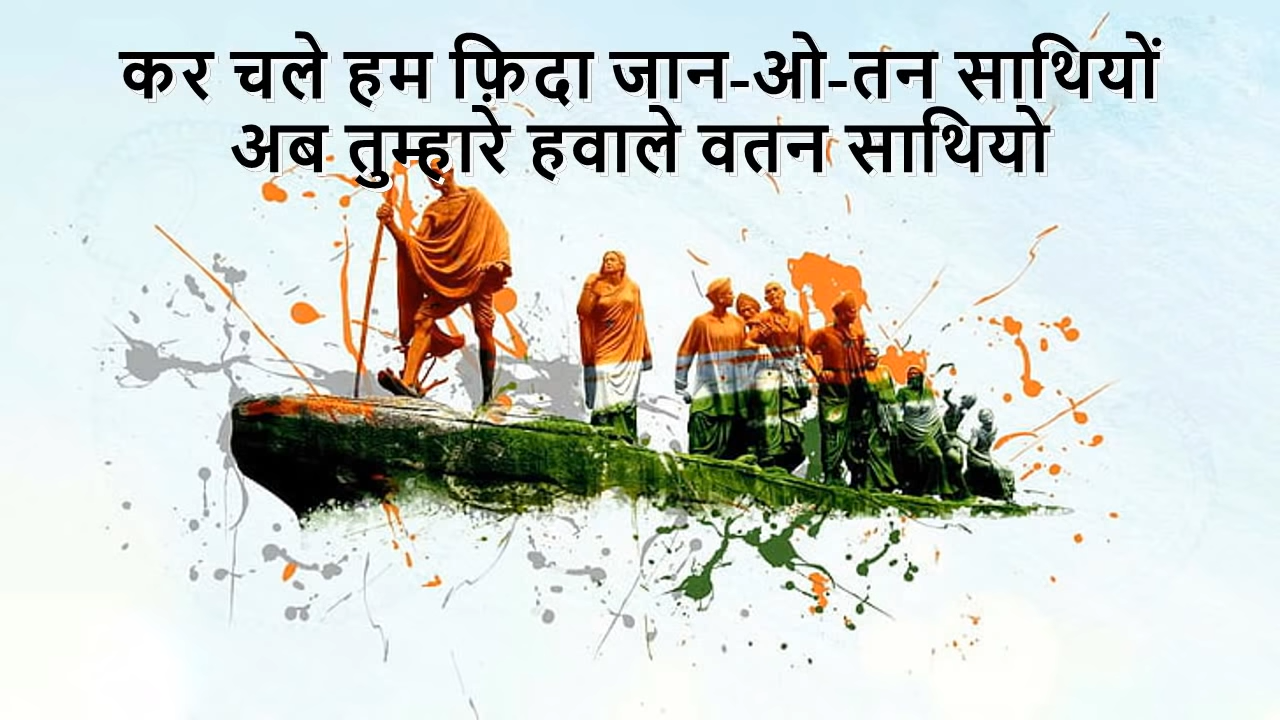 कर चले हम फ़िदा जान-ओ-तन साथियों
अब तुम्हारे हवाले वतन साथियो